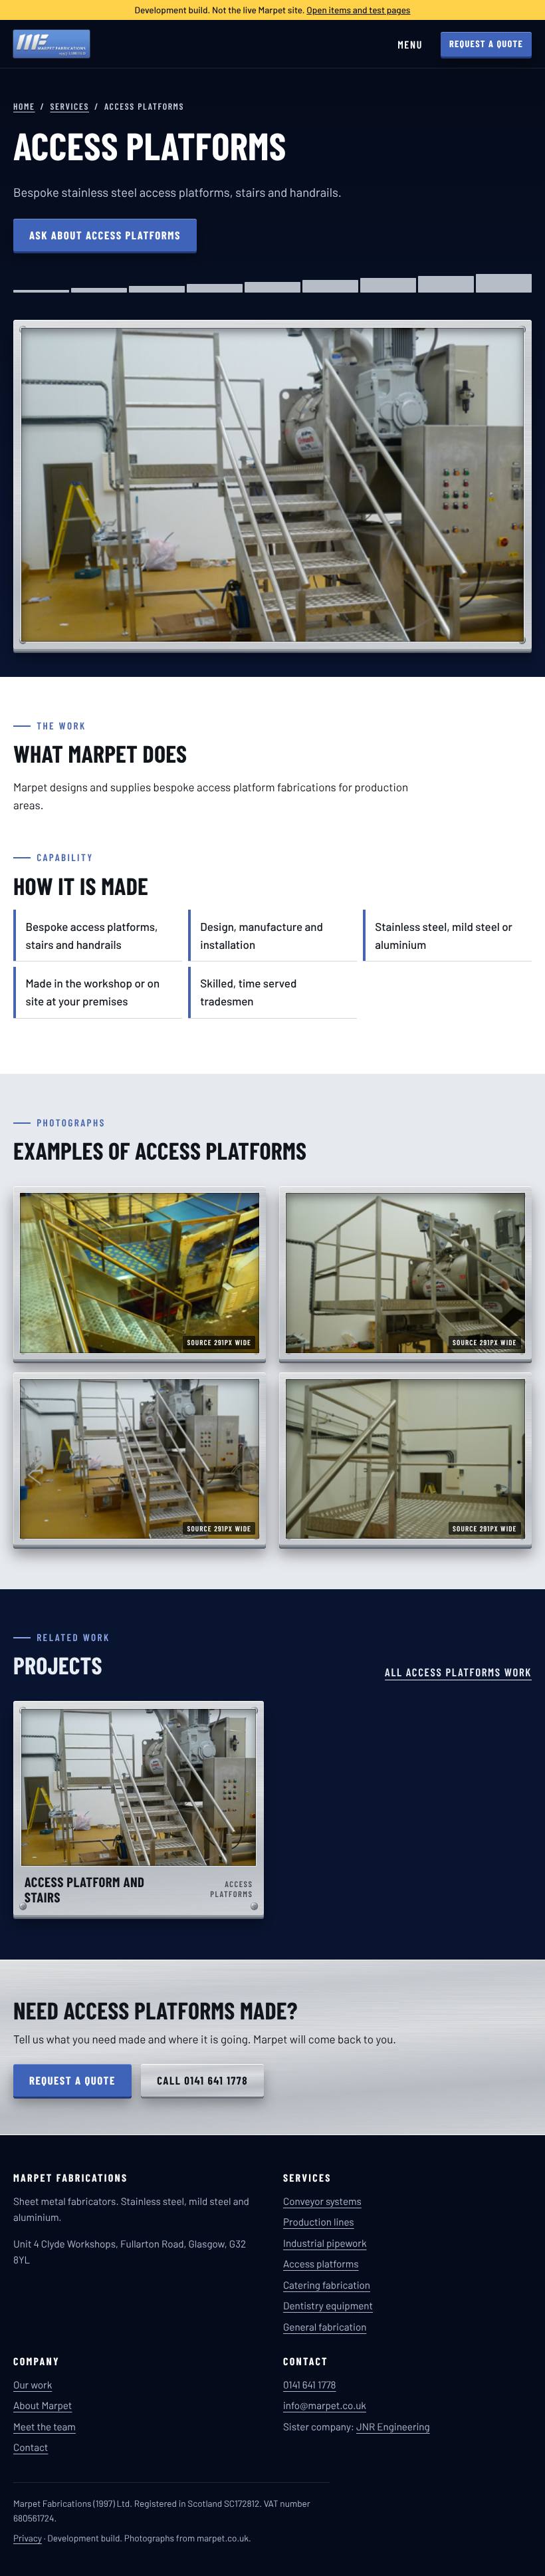 Development build. Not the live Marpet site. Open items and test pages
MF MARPET FABRICATIONS
MENU
REQUEST A QUOTE
HOME / SERVICES / ACCESS PLATFORMS
ACCESS PLATFORMS
Bespoke stainless steel access platforms, stairs and handrails.
ASK ABOUT ACCESS PLATFORMS
THE WORK
WHAT MARPET DOES
Marpet designs and supplies bespoke access platform fabrications for production
areas.
CAPABILITY
HOW IT IS MADE
Bespoke access platforms,
stairs and handrails
Design, manufacture and
installation
Stainless steel, mild steel or
aluminium
Made in the workshop or on
site at your premises
Skilled, time served
tradesmen
PHOTOGRAPHS
EXAMPLES OF ACCESS PLATFORMS
SOURCE 291PX WIDE
SOURCE 291PX WIDE
SOURCE 291PX WIDE
SOURCE 291PX WIDE
RELATED WORK
PROJECTS
ALL ACCESS PLATFORMS WORK
ACCESS PLATFORM AND
STAIRS
ACCESS
PLATFORMS
NEED ACCESS PLATFORMS MADE?
Tell us what you need made and where it is going. Marpet will come back to you.
REQUEST A QUOTE
CALL 0141 641 1778
MARPET FABRICATIONS
Sheet metal fabricators. Stainless steel, mild steel and
aluminium.
Unit 4 Clyde Workshops, Fullarton Road, Glasgow, G32
8YL
SERVICES
Conveyor systems
Production lines
Industrial pipework
Access platforms
Catering fabrication
Dentistry equipment
General fabrication
COMPANY
Our work
About Marpet
Meet the team
Contact
CONTACT
0141 641 1778
info@marpet.co.uk
Sister company: JNR Engineering
Marpet Fabrications (1997) Ltd. Registered in Scotland SC172812. VAT number
680561724.
Privacy · Development build. Photographs from marpet.co.uk.